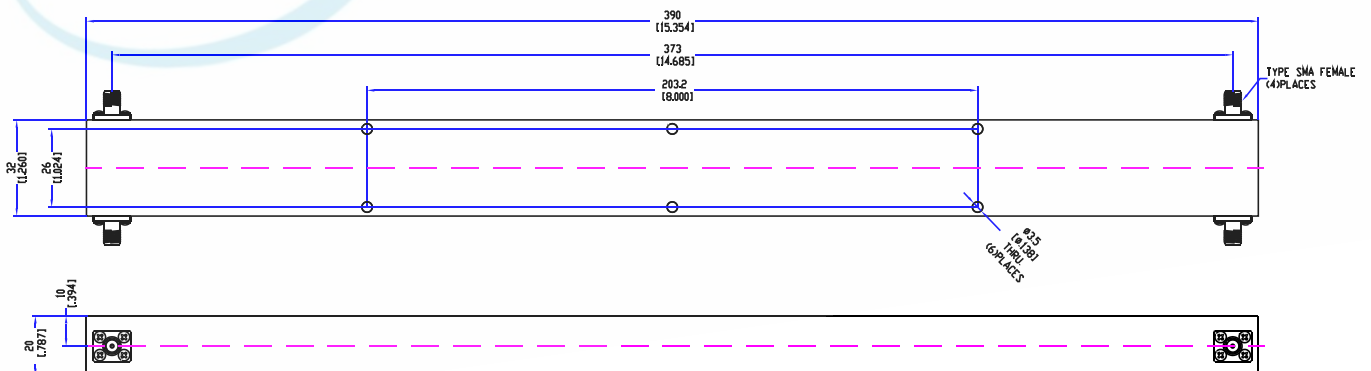 390
[15.354]
373
[14.685]
203.2
[8.000]
TYPE SMA FEMALE
(4)PLACES
32
[1.260]
26
[1.024]
ø3.5
[ø.138]
THRU.
(6)PLACES
10
[.394]
20
[.787]